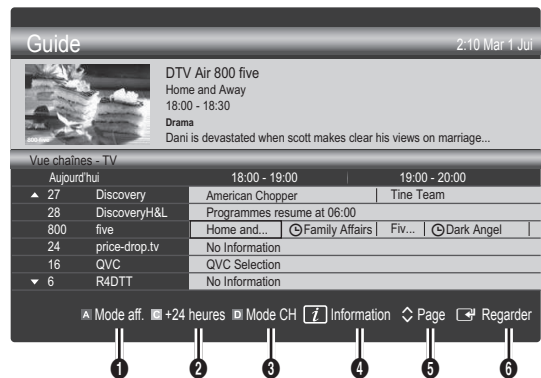 Guide
2:10 Mar 1 Jui
DTV Air 800 five
Home and Away
18:00 - 18:30
Drama
Dani is devastated when scott makes clear his views on marriage...
Vue chaînes - TV
Aujourd'hui 18:00 - 19:00 19:00 - 20:00
▲ 27 Discovery American Chopper Tine Team
28 DiscoveryH&L Programmes resume at 06:00
800 five Home and... Family Affairs Fiv... Dark Angel
24 price-drop.tv No Information
16 QVC QVC Selection
▼ 6 R4DTT No Information
A Mode aff. C +24 heures D Mode CH i Information Page Regarder
1 2 3 4 5 6